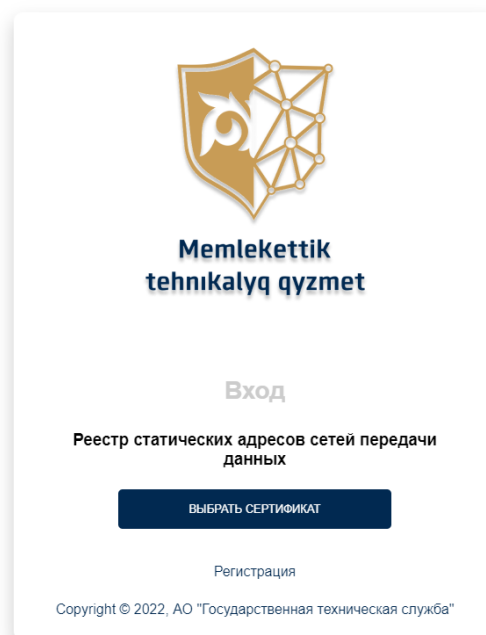 Memlekettik
tehnıkalyq qyzmet
Вход
Реестр статических адресов сетей передачи
данных
ВЫБРАТЬ СЕРТИФИКАТ
Регистрация
Copyright © 2022, АО "Государственная техническая служба"